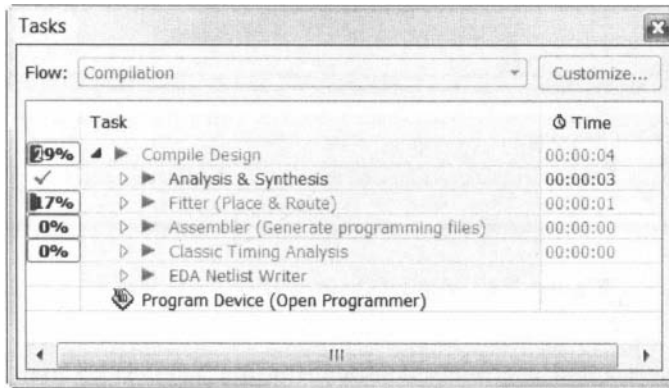 Tasks
Flow: Compilation Customize...
Task Time
29% Compile Design 00:00:04
Analysis & Synthesis 00:00:03
17% Fitter (Place & Route) 00:00:01
0% Assembler (Generate programming files) 00:00:00
0% Classic Timing Analysis 00:00:00
EDA Netlist Writer
Program Device (Open Programmer)